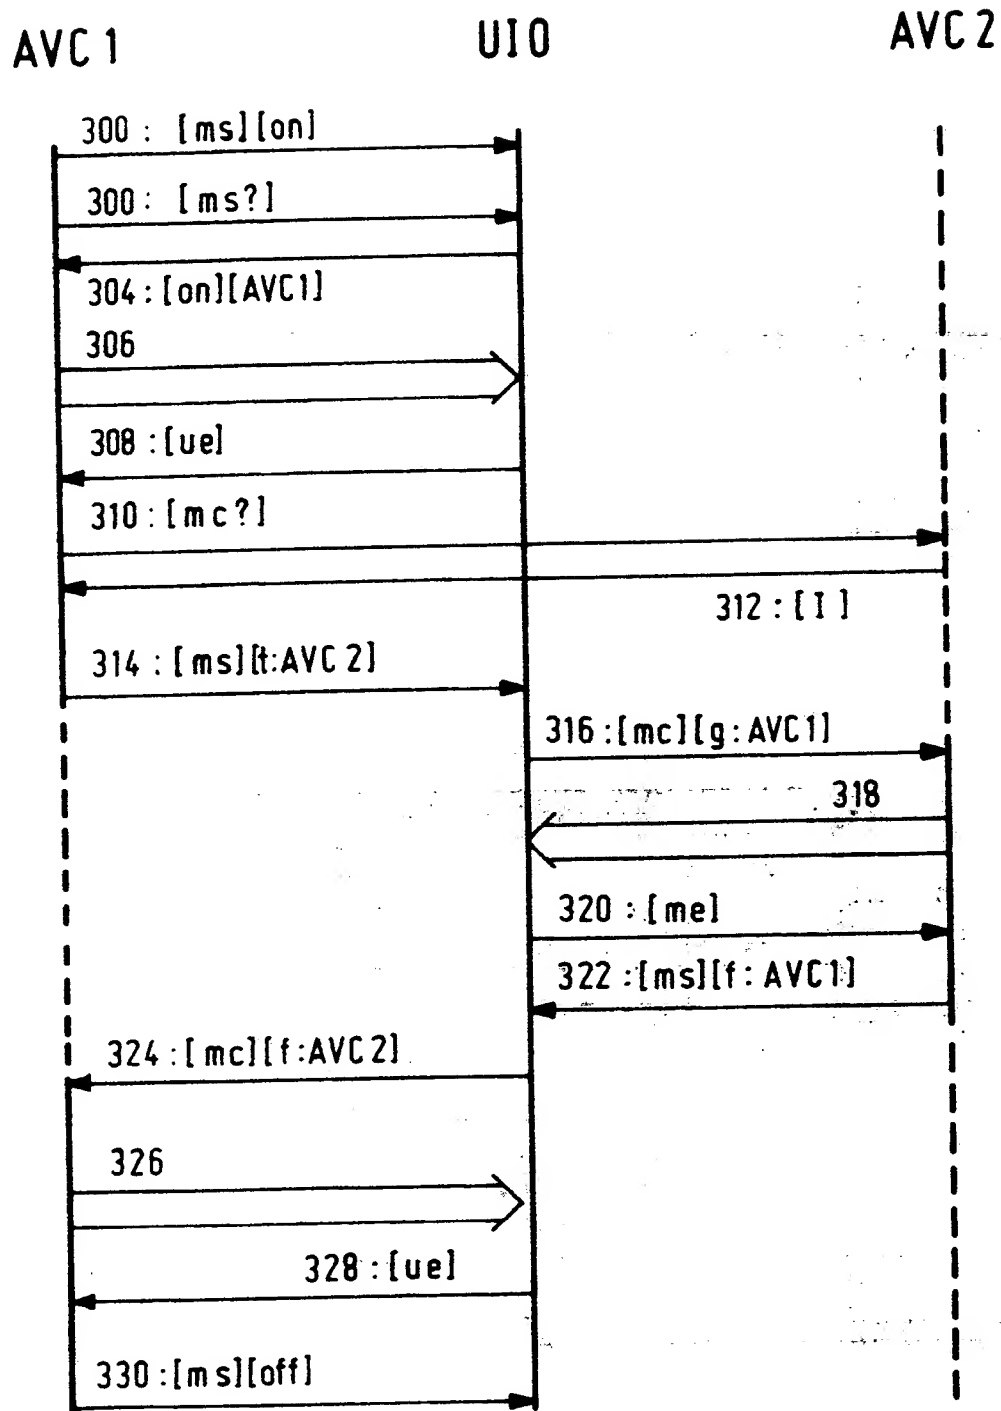 AVC 1 UIO AVC 2
300 : [ms][on]
300 : [ms?]
304 : [on][AVC1]
306
308 : [ue]
310 : [mc?]
312 : [I]
314 : [ms][t:AVC 2]
316 : [mc][g:AVC1]
318
320 : [me]
322 : [ms][f:AVC1]
324 : [mc][f:AVC 2]
326
328 : [ue]
330 : [ms][off]